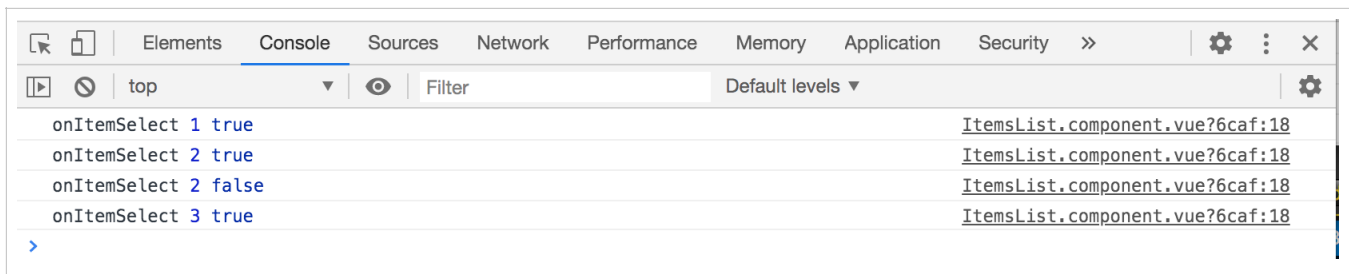 Elements Console Sources Network Performance Memory Application Security »
top ▼ Filter Default levels ▼
onItemSelect 1 true ItemsList.component.vue?6caf:18
onItemSelect 2 true ItemsList.component.vue?6caf:18
onItemSelect 2 false ItemsList.component.vue?6caf:18
onItemSelect 3 true ItemsList.component.vue?6caf:18
>